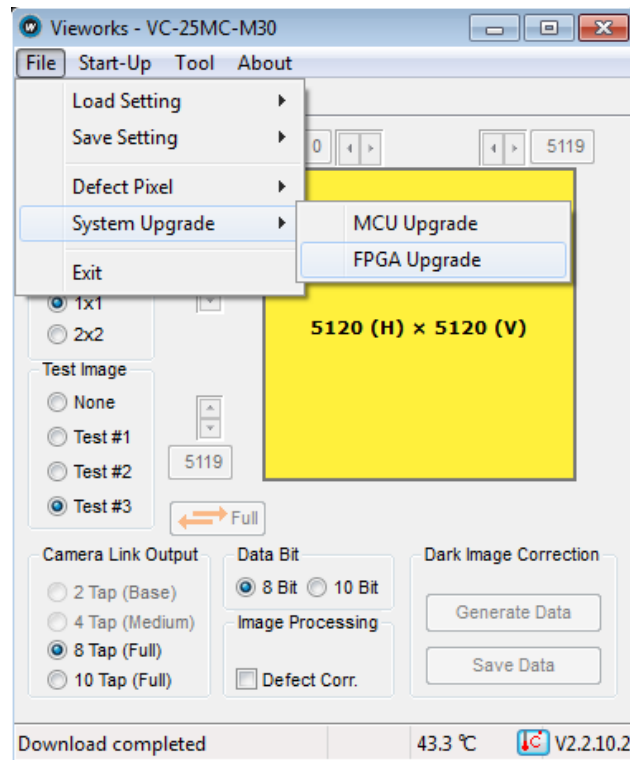 Vieworks - VC-25MC-M30
File Start-Up Tool About
Load Setting
Save Setting
0
5119
Defect Pixel
System Upgrade
MCU Upgrade
FPGA Upgrade
Exit
1x1
2x2
5120 (H) × 5120 (V)
Test Image
None
Test #1
Test #2
Test #3
5119
Full
Camera Link Output
2 Tap (Base)
4 Tap (Medium)
8 Tap (Full)
10 Tap (Full)
Data Bit
8 Bit 10 Bit
Image Processing
Defect Corr.
Dark Image Correction
Generate Data
Save Data
Download completed
43.3 ℃
V2.2.10.2